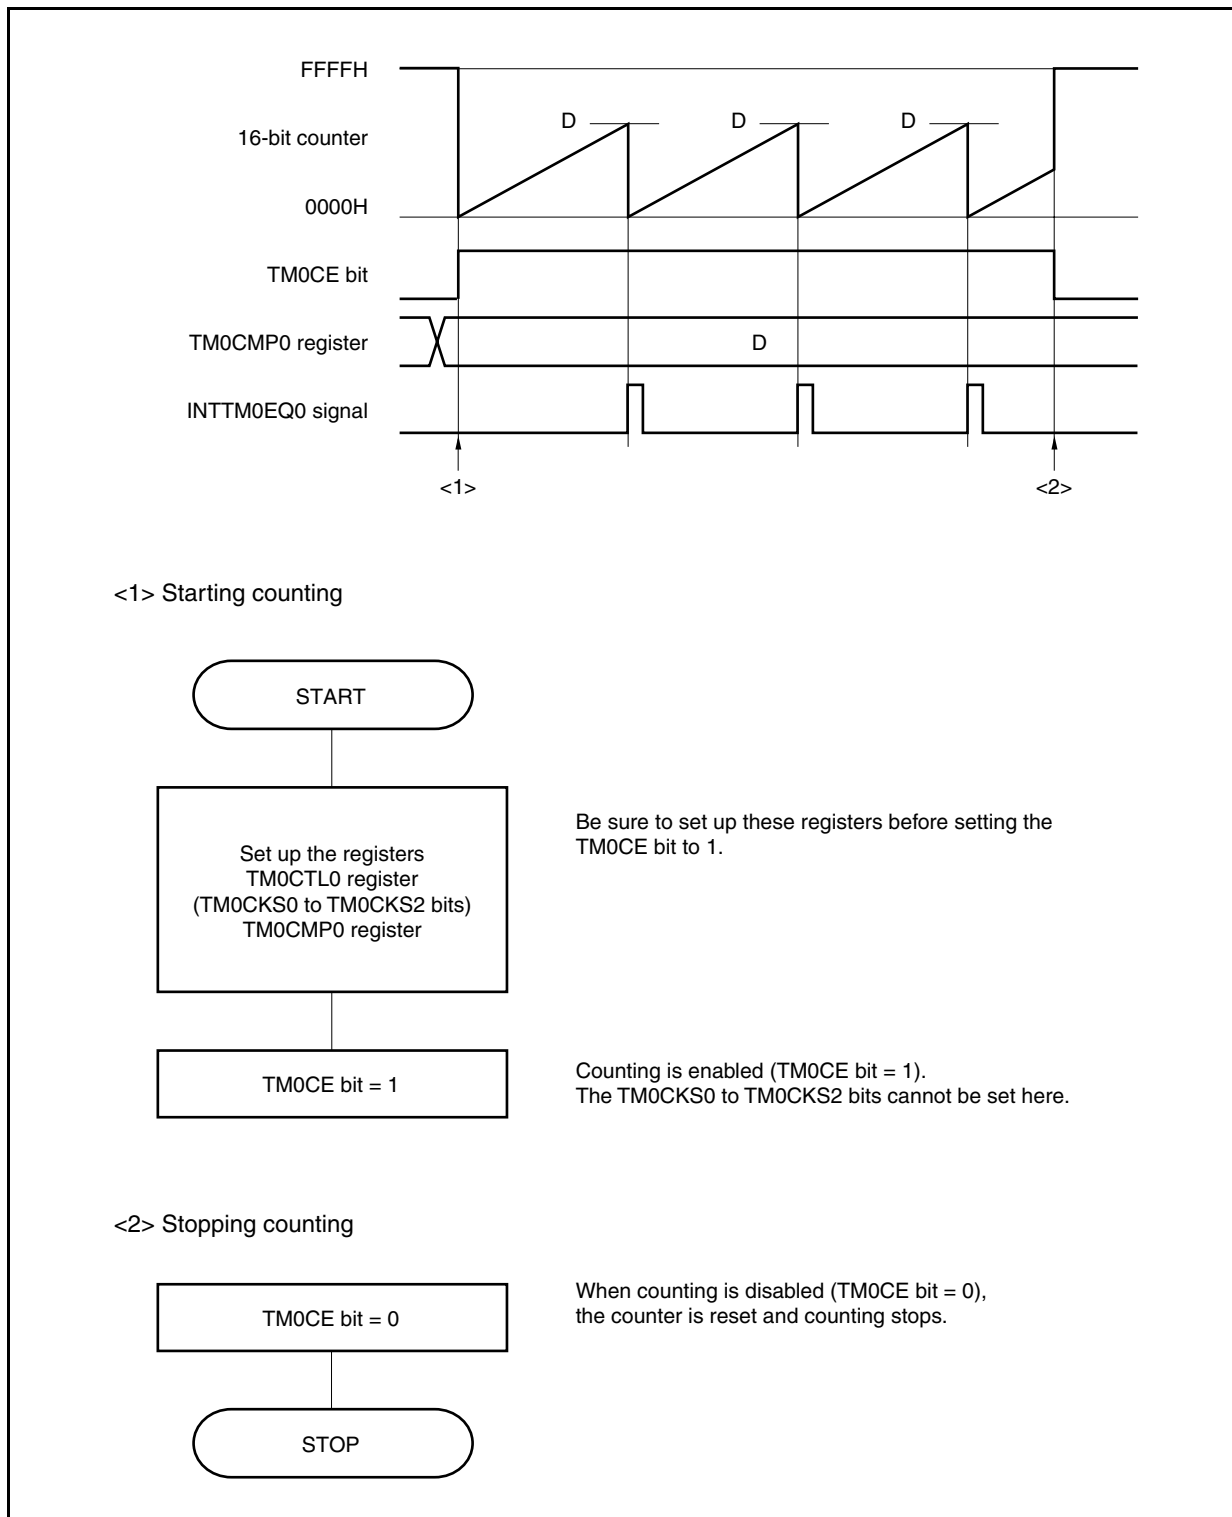 FFFFH
D D D
16-bit counter
0000H
TM0CE bit
TM0CMP0 register D
INTTM0EQ0 signal
<1> <2>
<1> Starting counting
START
Set up the registers
TM0CTL0 register
(TM0CKS0 to TM0CKS2 bits)
TM0CMP0 register
Be sure to set up these registers before setting the
TM0CE bit to 1.
TM0CE bit = 1
Counting is enabled (TM0CE bit = 1).
The TM0CKS0 to TM0CKS2 bits cannot be set here.
<2> Stopping counting
TM0CE bit = 0
When counting is disabled (TM0CE bit = 0),
the counter is reset and counting stops.
STOP